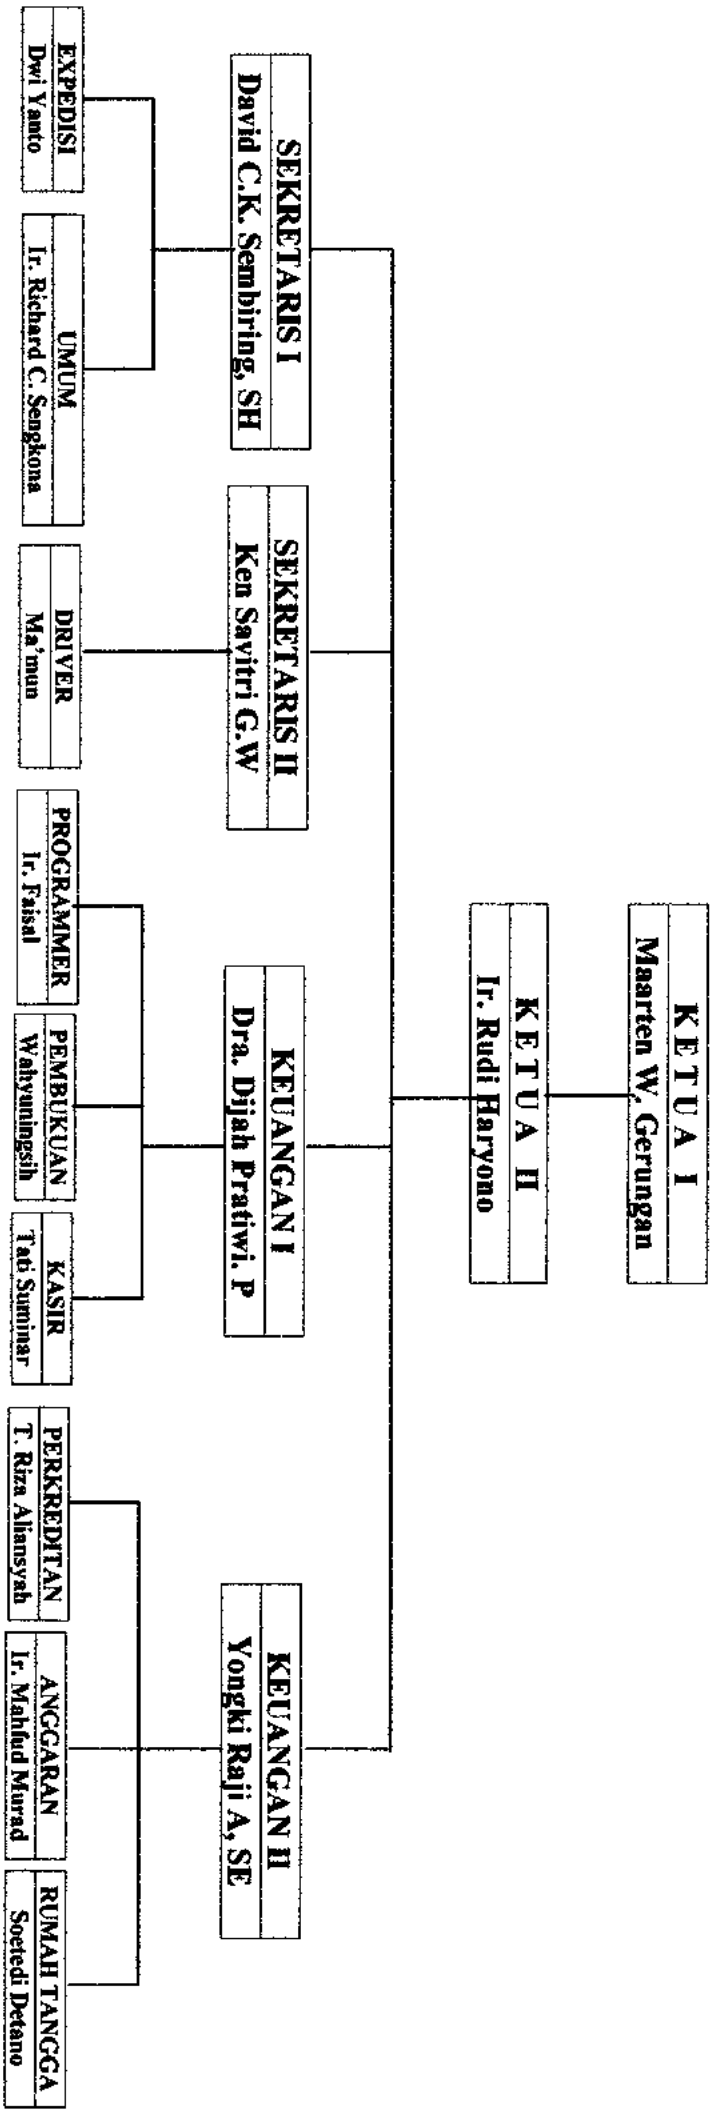 K E T U A I
Maarten W. Gerungan
K E T U A II
Ir. Rudi Haryono
SEKRETARIS I
David C.K. Sembiring, SH
SEKRETARIS II
Ken Savitri G.W
KEUANGAN I
Dra. Dijah Pratiwi. P
KEUANGAN II
Yongki Raji A, SE
EXPEDISI
Dwi Yanto
UMUM
Ir. Richard C. Sengkona
DRIVER
Ma'mun
PROGRAMMER
Ir. Faisal
PEMBUKUAN
Wahyuningsih
KASIR
Tati Suminar
PERKREDITAN
T. Riza Aliansyah
ANGGARAN
Ir. Mahfud Murad
RUMAH TANGGA
Soetedi Detano